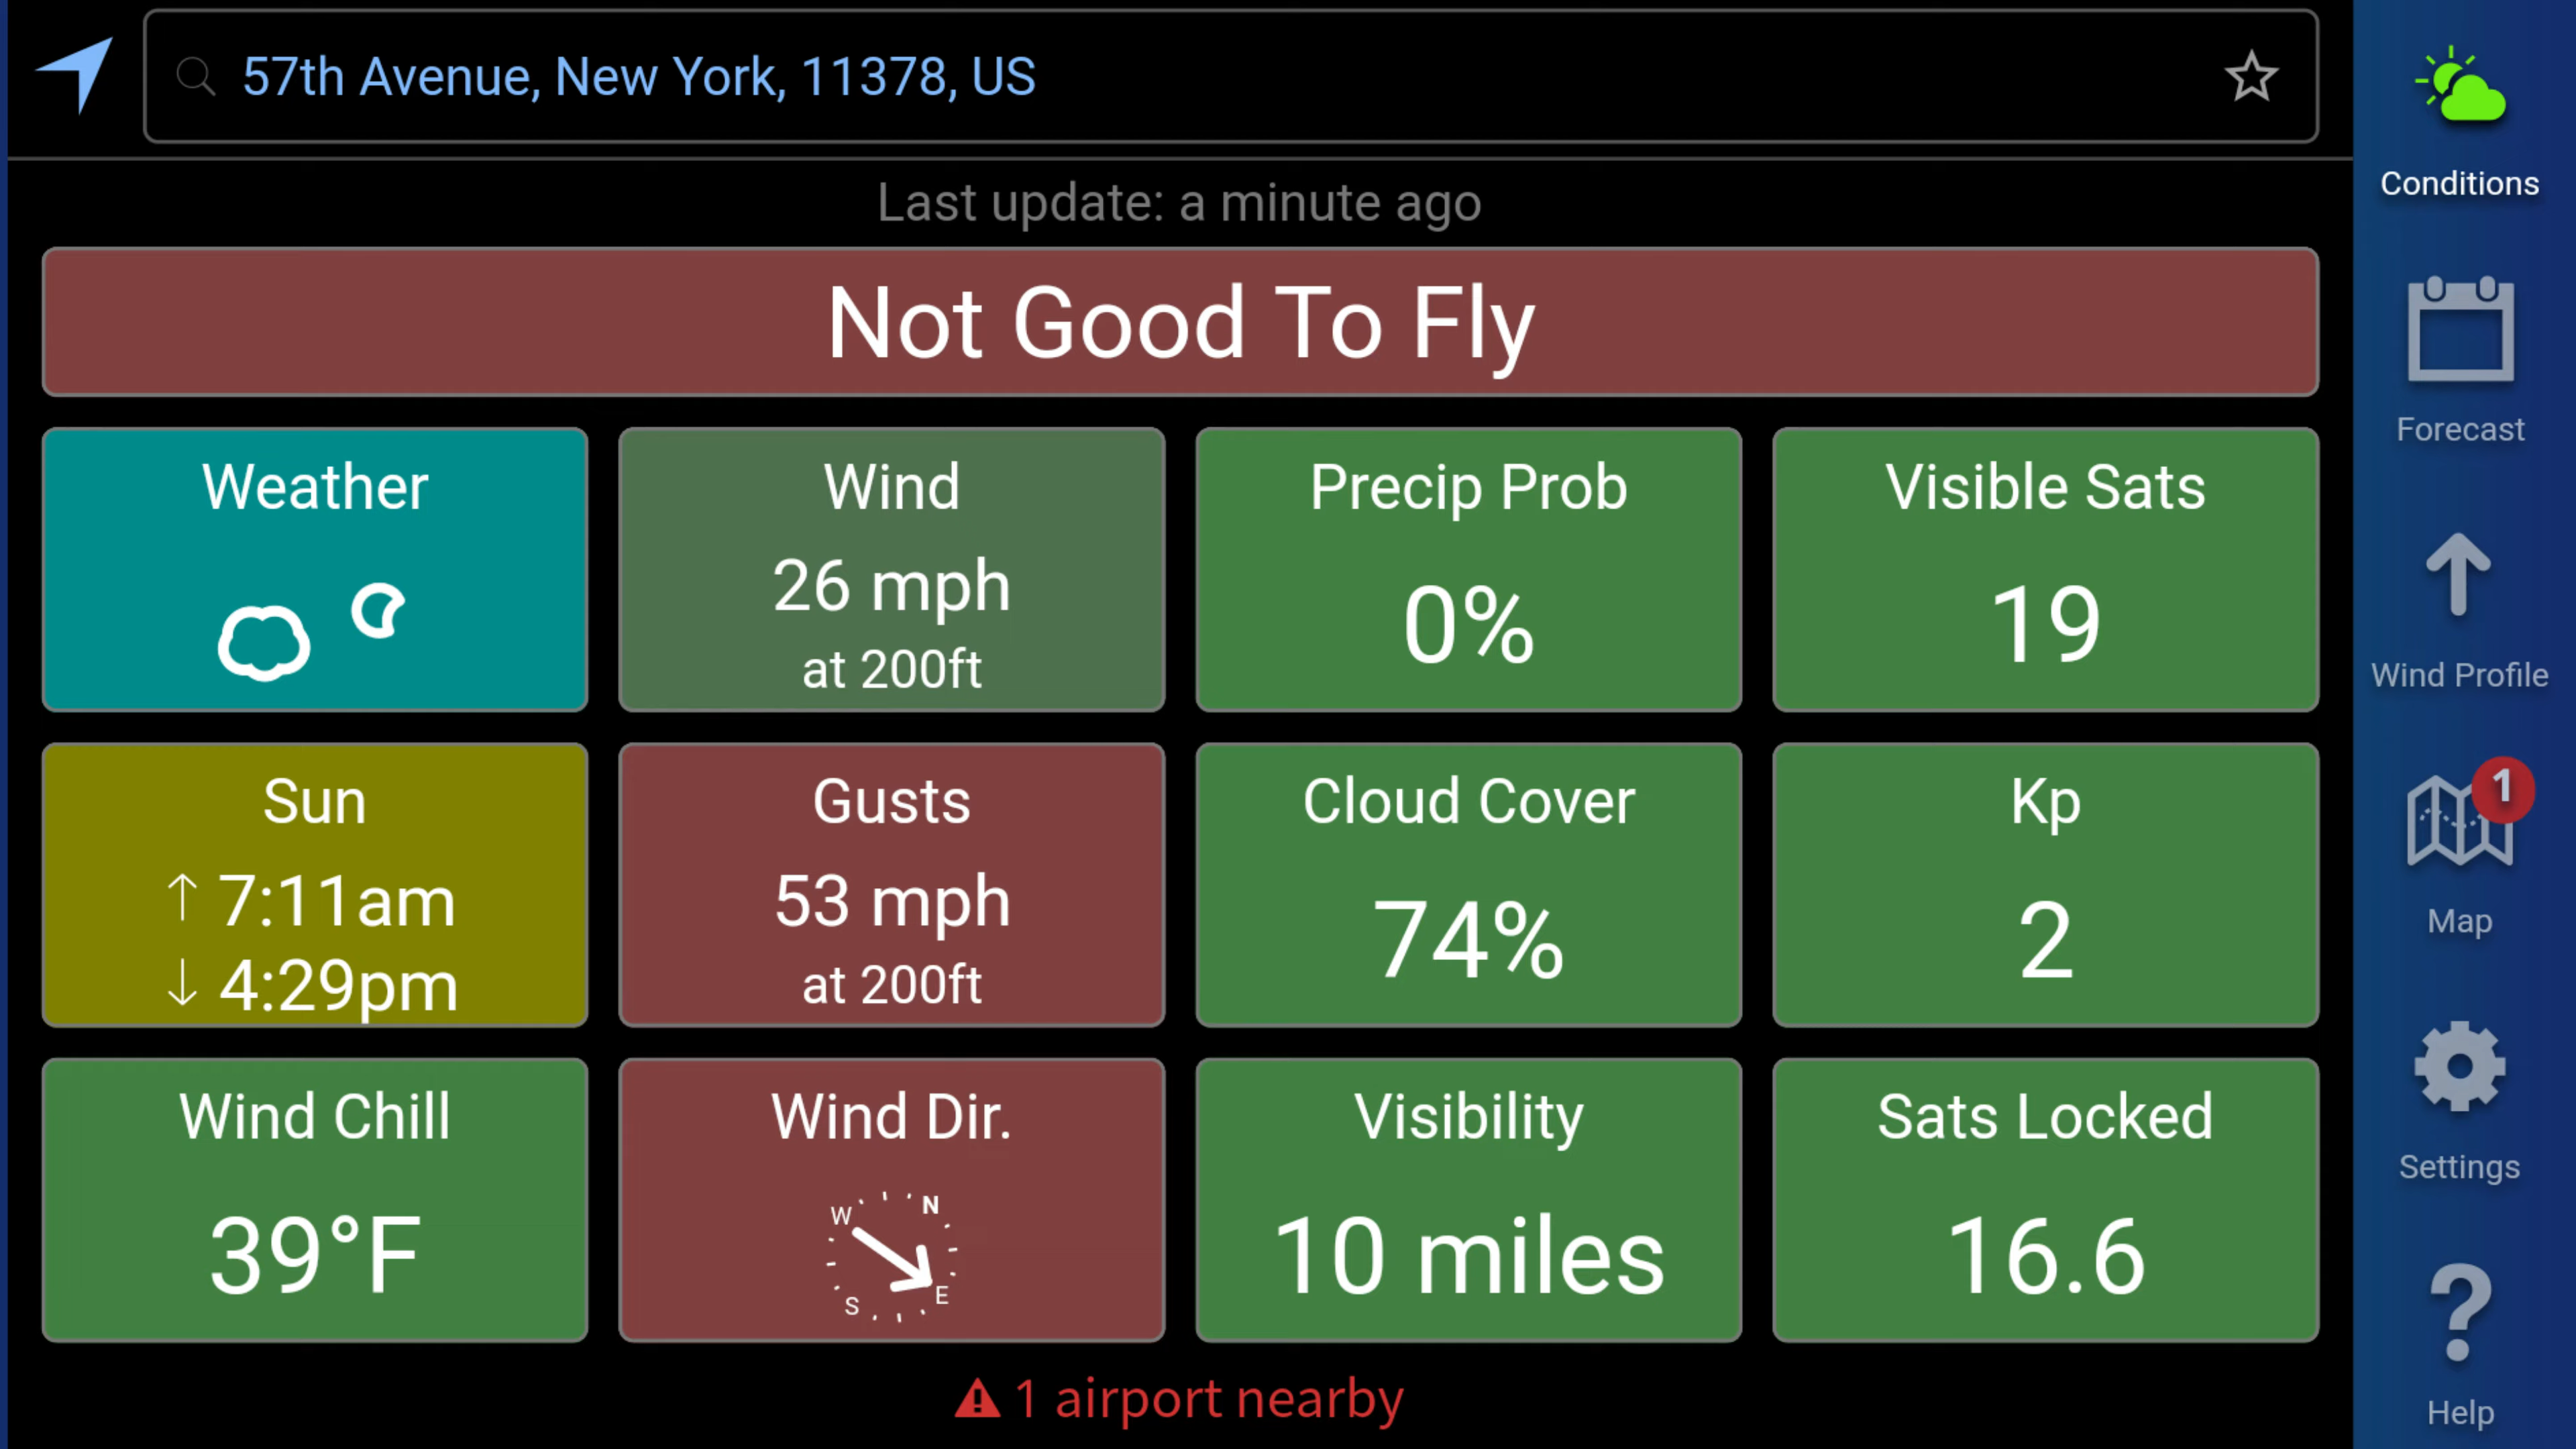 57th Avenue, New York, 11378, US
Last update: a minute ago
Not Good To Fly
Weather
Wind
26 mph
at 200ft
Precip Prob
0%
Visible Sats
19
Sun
↑ 7:11am
↓ 4:29pm
Gusts
53 mph
at 200ft
Cloud Cover
74%
Kp
2
Wind Chill
39°F
Wind Dir.
W N
S E
Visibility
10 miles
Sats Locked
16.6
1 airport nearby
Conditions
Forecast
Wind Profile
1
Map
Settings
Help